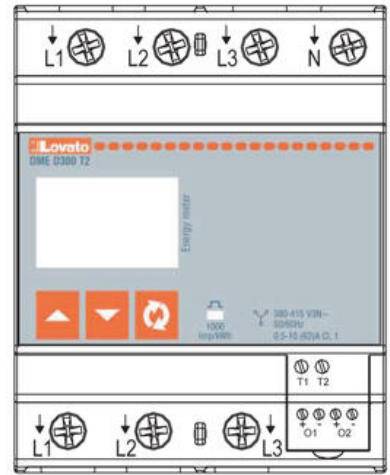 L1 L2 L3 N
Lovato
DME D300 T2
Energy meter
1000
imp/kWh
380-415 V3N~
50/60Hz
0.5-10 (63)A Cl. 1
T1 T2
+ - + -
O1 O2
L1 L2 L3